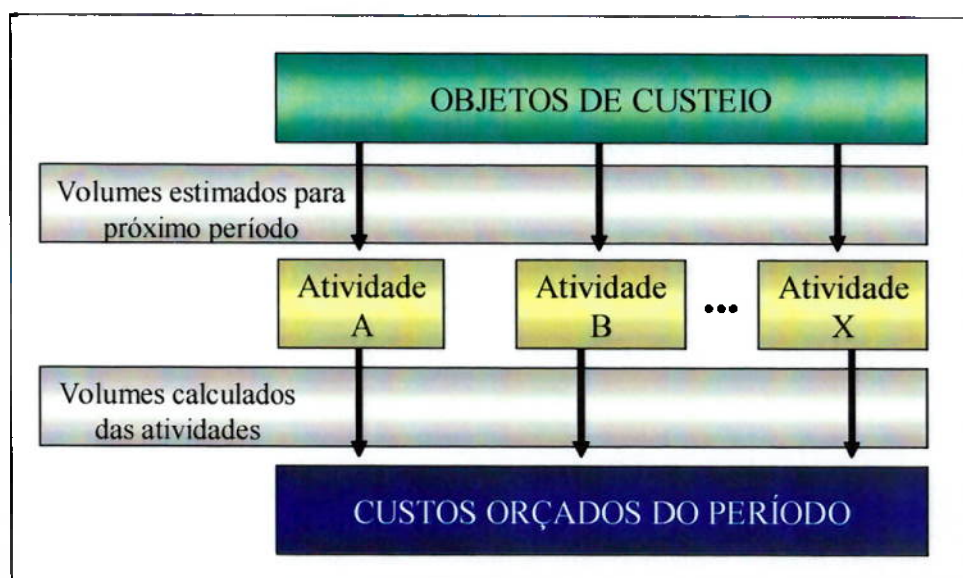 OBJETOS DE CUSTEIO
Volumes estimados para
próximo período
Atividade
A
Atividade
B
...
Atividade
X
Volumes calculados
das atividades
CUSTOS ORÇADOS DO PERÍODO